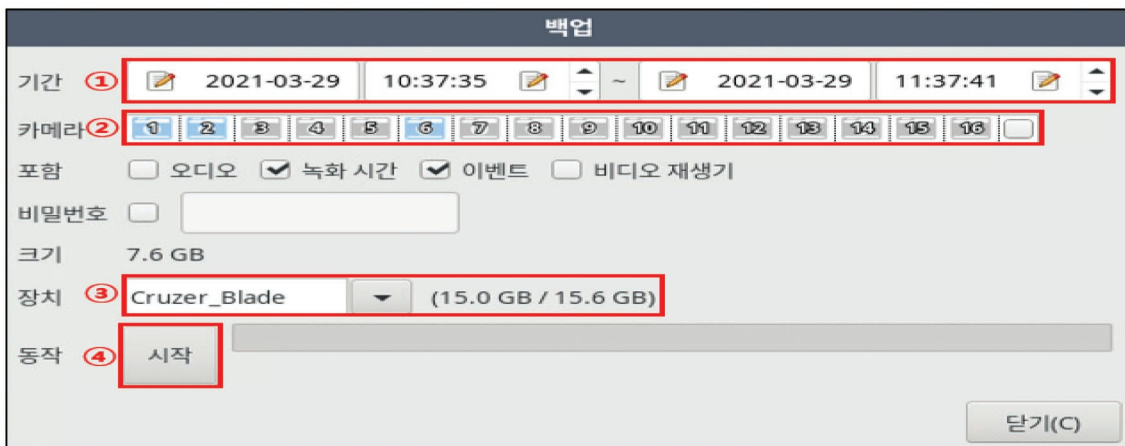 백업
기간 ① 2021-03-29 10:37:35 ~ 2021-03-29 11:37:41
카메라 ② 1 2 3 4 5 6 7 8 9 10 11 12 13 14 15 16
포함 오디오 녹화 시간 이벤트 비디오 재생기
비밀번호
크기 7.6 GB
장치 ③ Cruzer_Blade (15.0 GB / 15.6 GB)
동작 ④ 시작
닫기(C)